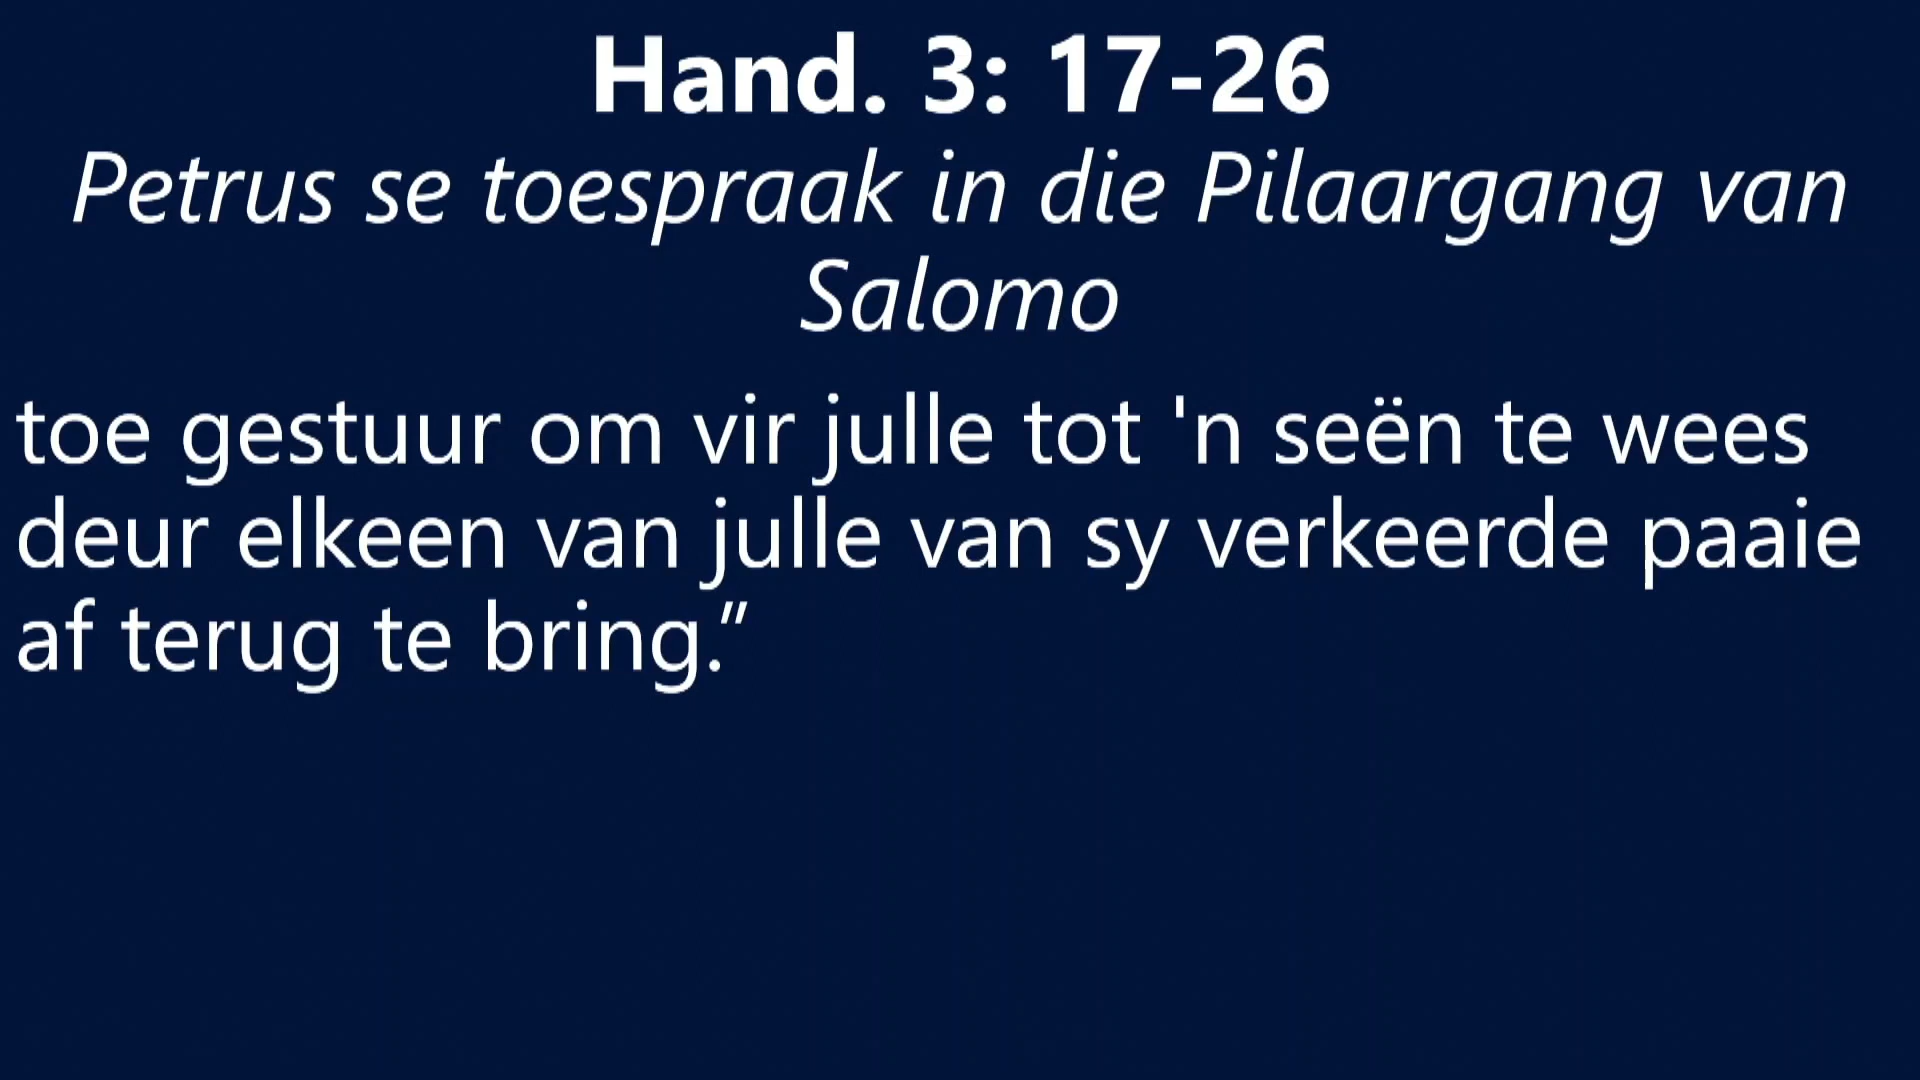 Hand. 3: 17-26
Petrus se toespraak in die Pilaargang van
Salomo
toe gestuur om vir julle tot 'n seën te wees
deur elkeen van julle van sy verkeerde paaie
af terug te bring.”